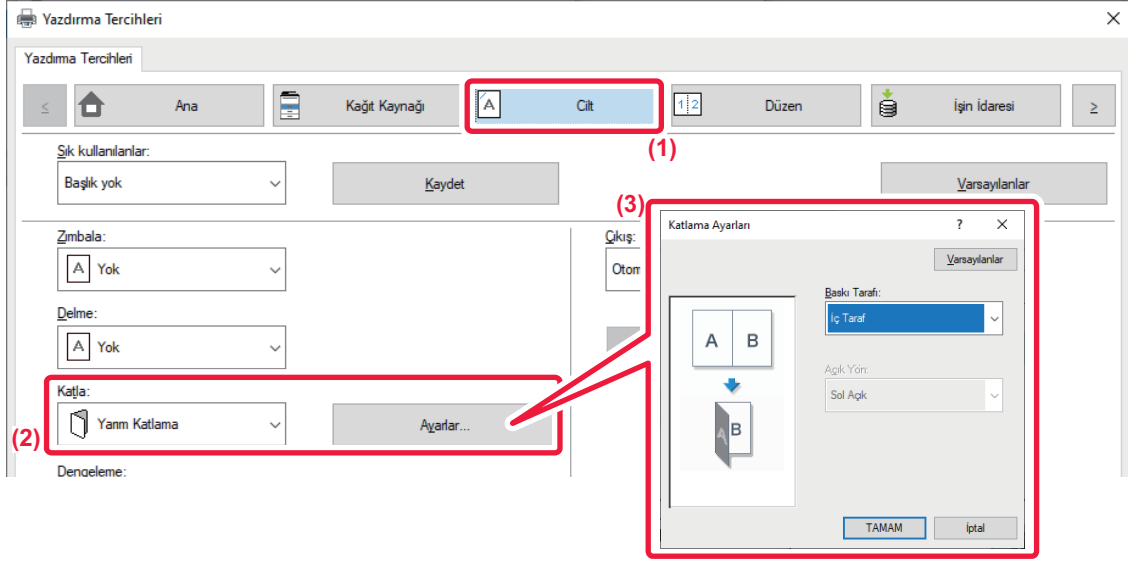 Yazdırma Tercihleri
Yazdırma Tercihleri
< Ana Kağıt Kaynağı A Cilt 1 2 Düzen İşin İdaresi >
(1)
Sık kullanılanlar:
Başlık yok Kaydet Varsayılanlar
(3)
Zımbala: Çıkış:
A Yok Otom
Delme:
A Yok
Katla:
(2) Yarım Katlama Ayarlar...
Dengeleme:
Katlama Ayarları ? X
Varsayılanlar
Baskı Tarafı:
İç Taraf
A B
Açık Yön:
Sol Açık
A B
TAMAM İptal